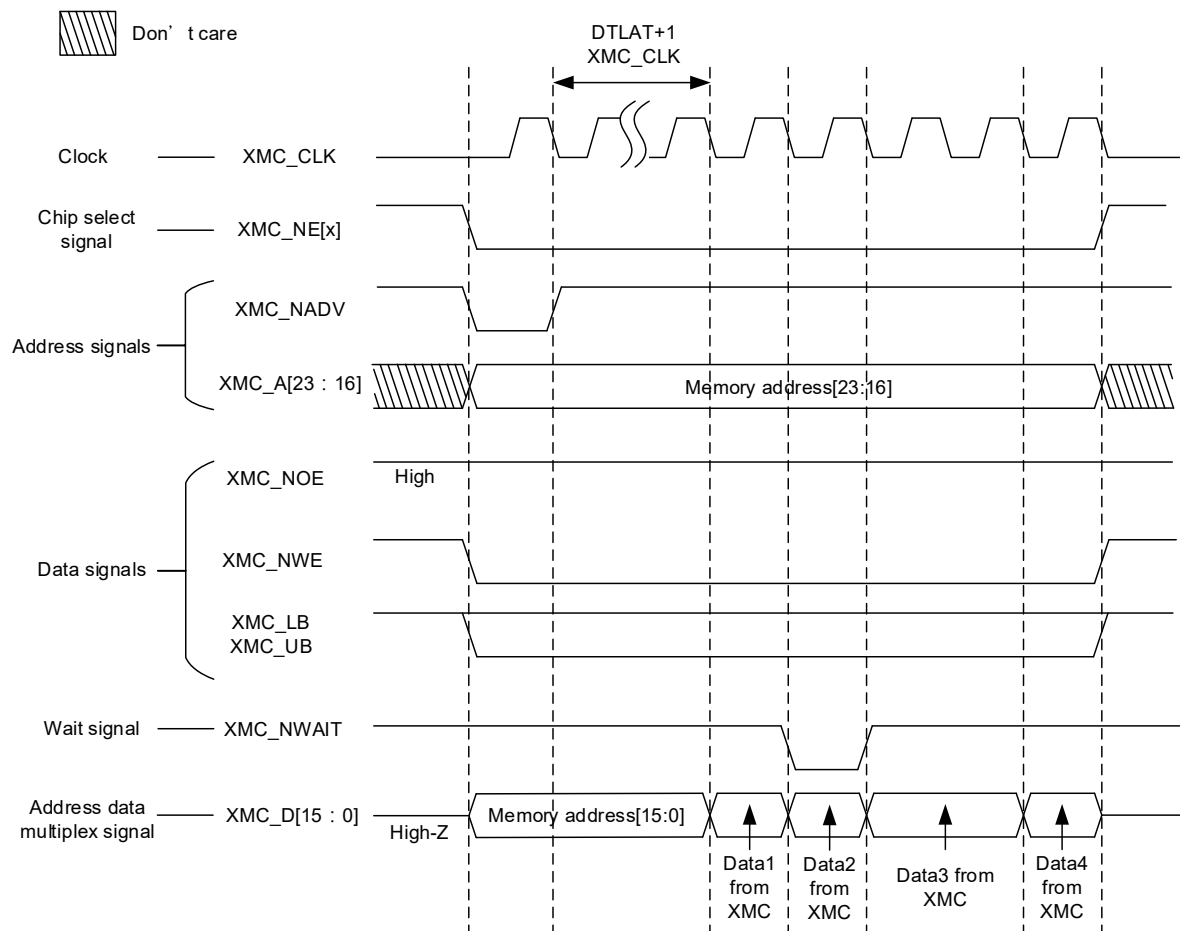 Don’ t care
DTLAT+1
XMC_CLK
Clock
XMC_CLK
Chip select
signal
XMC_NE[x]
Address signals
XMC_NADV
XMC_A[23 : 16]
Memory address[23:16]
Data signals
XMC_NOE
High
XMC_NWE
XMC_LB
XMC_UB
Wait signal
XMC_NWAIT
Address data
multiplex signal
XMC_D[15 : 0]
High-Z
Memory address[15:0]
Data1
from
XMC
Data2
from
XMC
Data3 from
XMC
Data4
from
XMC